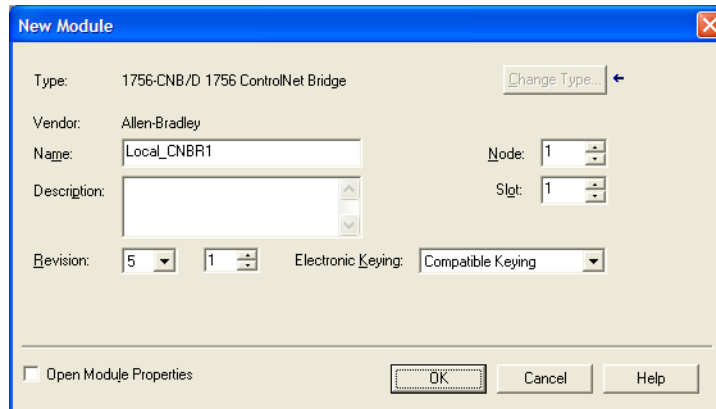 New Module
Type: 1756-CNB/D 1756 ControlNet Bridge Change Type...
Vendor: Allen-Bradley
Name: Local_CNBR1 Node: 1
Description: Slot: 1
Revision: 5 1 Electronic Keying: Compatible Keying
Open Module Properties OK Cancel Help